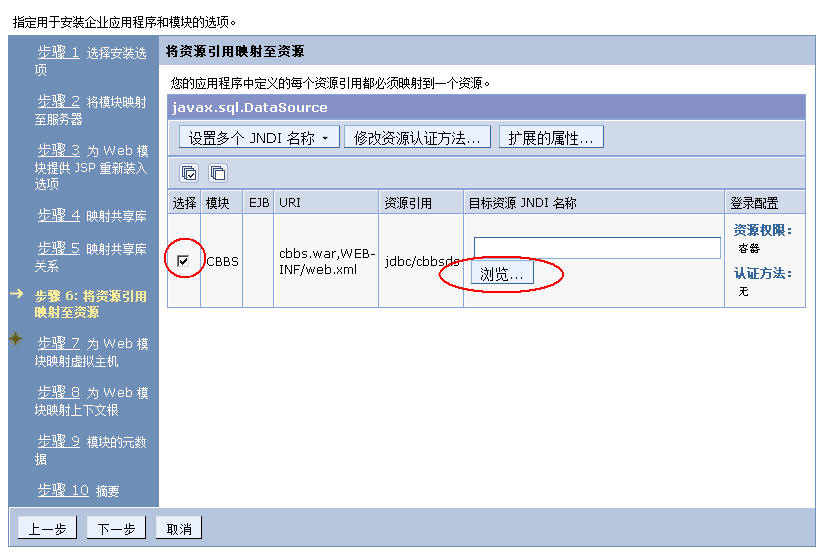 指定用于安装企业应用程序和模块的选项。
步骤 1 选择安装选
项
步骤 2 将模块映射
至服务器
步骤 3 为 Web 模
块提供 JSP 重新装入
选项
步骤 4 映射共享库
步骤 5 映射共享库
关系
步骤 6: 将资源引用
映射至资源
步骤 7 为 Web 模
块映射虚拟主机
步骤 8 为 Web 模
块映射上下文根
步骤 9 模块的元数
据
步骤 10 摘要
将资源引用映射至资源
您的应用程序中定义的每个资源引用都必须映射到一个资源。
javax.sql.DataSource
设置多个 JNDI 名称 修改资源认证方法... 扩展的属性...
选择 模块 EJB URI 资源引用 目标资源 JNDI 名称 登录配置
CBBS
cbbs.war,WEB-
INF/web.xml
jdbc/cbbsds
浏览...
资源权限:
容器
认证方法:
无
上一步 下一步 取消